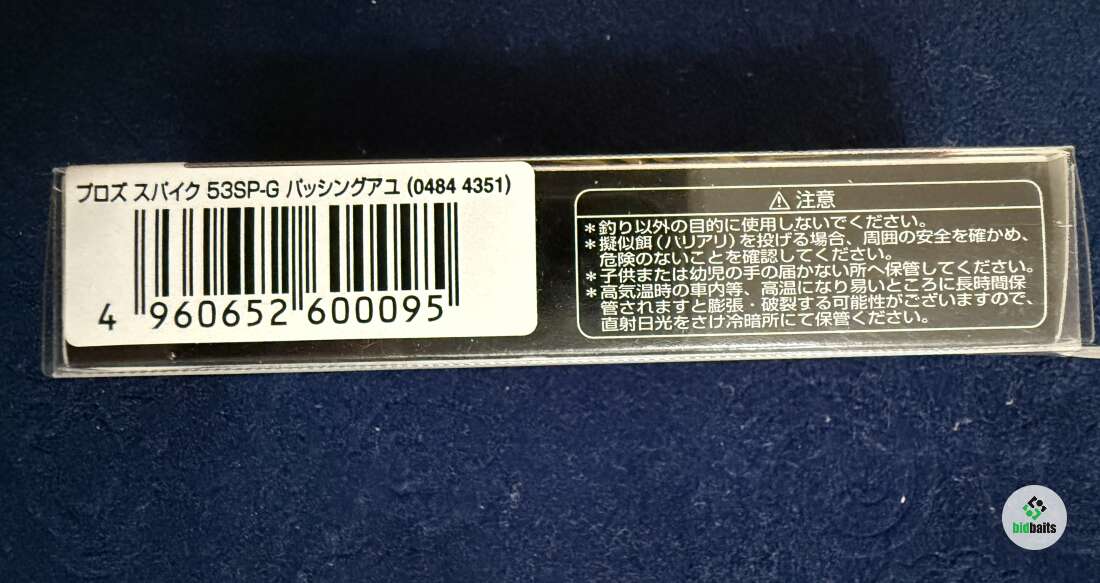 プロズ スパイク 53SP-G パッシングアユ (0484 4351)
4 960652 600095
⚠ 注意
*釣り以外の目的に使用しないでください。
*擬似餌(ハリアリ)を投げる場合、周囲の安全を確かめ、
危険のないことを確認してください。
*子供または幼児の手の届かない所へ保管してください。
*高気温時の車内等、高温になり易いところに長時間保
管されますと膨張・破裂する可能性がございますので、
直射日光をさけ冷暗所にて保管ください。
bidbaits